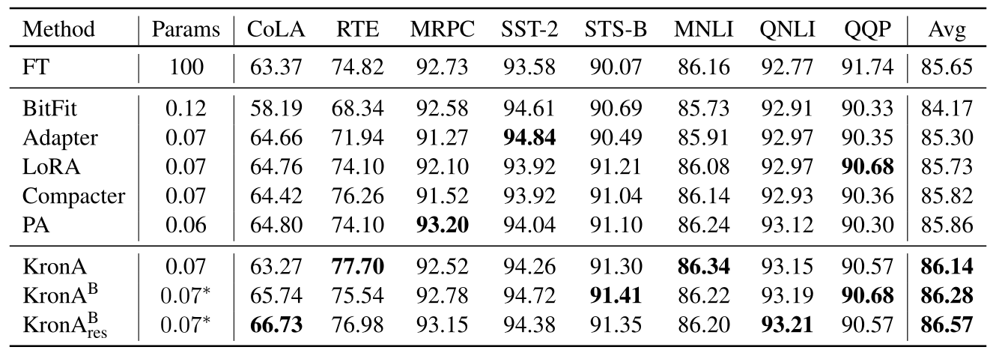 Method Params CoLA RTE MRPC SST-2 STS-B MNLI QNLI QQP Avg
FT 100 63.37 74.82 92.73 93.58 90.07 86.16 92.77 91.74 85.65
BitFit 0.12 58.19 68.34 92.58 94.61 90.69 85.73 92.91 90.33 84.17
Adapter 0.07 64.66 71.94 91.27 94.84 90.49 85.91 92.97 90.35 85.30
LoRA 0.07 64.76 74.10 92.10 93.92 91.21 86.08 92.97 90.68 85.73
Compacter 0.07 64.42 76.26 91.52 93.92 91.04 86.14 92.93 90.36 85.82
PA 0.06 64.80 74.10 93.20 94.04 91.10 86.24 93.12 90.30 85.86
KronA 0.07 63.27 77.70 92.52 94.26 91.30 86.34 93.15 90.57 86.14
KronA^B 0.07* 65.74 75.54 92.78 94.72 91.41 86.22 93.19 90.68 86.28
KronA^B_res 0.07* 66.73 76.98 93.15 94.38 91.35 86.20 93.21 90.57 86.57